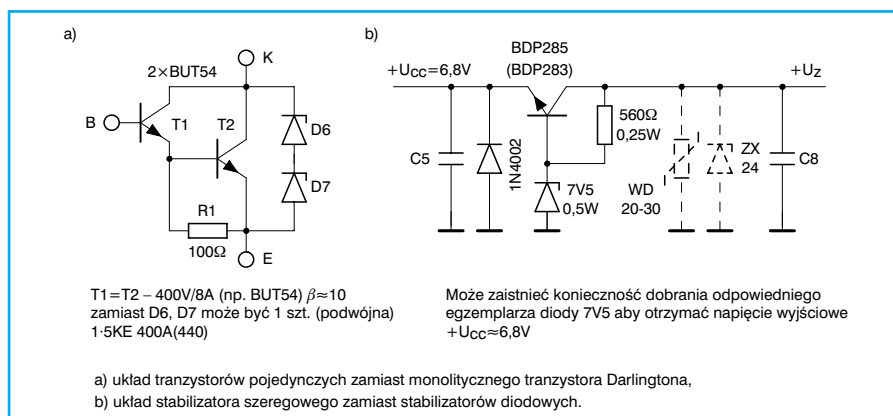 a)
2×BUT54
K
B
T1
T2
D6
D7
R1
100Ω
E
T1=T2 – 400V/8A (np. BUT54) β≈10
zamiast D6, D7 może być 1 szt. (podwójna)
1·5KE 400A(440)
b)
BDP285
(BDP283)
+UCC=6,8V
+UZ
560Ω
0,25W
C5
1N4002
7V5
0,5W
WD
20-30
ZX
24
C8
Może zaistnieć konieczność dobrania odpowiedniego
egzemplarza diody 7V5 aby otrzymać napięcie wyjściowe
+UCC≈6,8V
a) układ tranzystorów pojedynczych zamiast monolitycznego tranzystora Darlingtona,
b) układ stabilizatora szeregowego zamiast stabilizatorów diodowych.